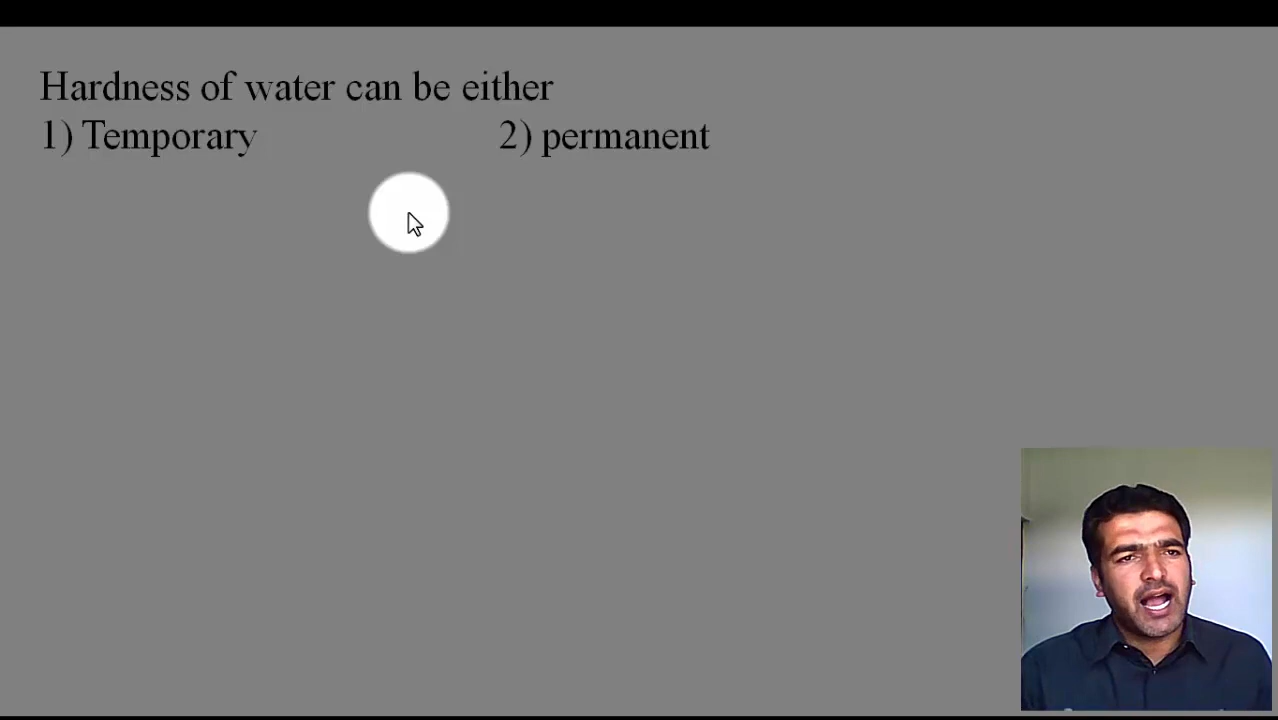 Hardness of water can be either
1) Temporary 2) permanent